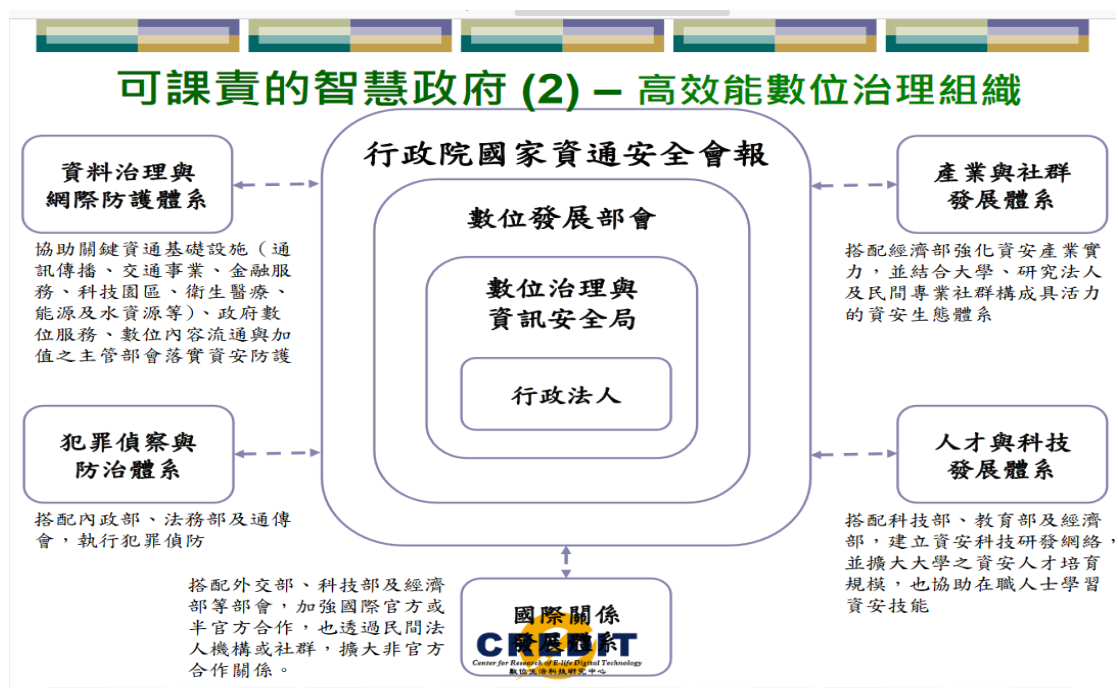 可課責的智慧政府 (2) – 高效能數位治理組織
行政院國家資通安全會報
數位發展部會
數位治理與
資訊安全局
行政法人
資料治理與
網際防護體系
協助關鍵資通基礎設施（通
訊傳播、交通事業、金融服
務、科技園區、衛生醫療、
能源及水資源等）、政府數
位服務、數位內容流通與加
值之主管部會落實資安防護
產業與社群
發展體系
搭配經濟部強化資安產業實
力，並結合大學、研究法人
及民間專業社群構成具活力
的資安生態體系
犯罪偵察與
防治體系
搭配內政部、法務部及通傳
會，執行犯罪偵防
人才與科技
發展體系
搭配科技部、教育部及經濟
部，建立資安科技研發網絡，
並擴大大學之資安人才培育
規模，也協助在職人士學習
資安技能
搭配外交部、科技部及經濟
部等部會，加強國際官方或
半官方合作，也透過民間法
人機構或社群，擴大非官方
合作關係。
國際關係
發展體系
CREDIT
Center for Research of E-life Digital Technology
數位生活科技研究中心